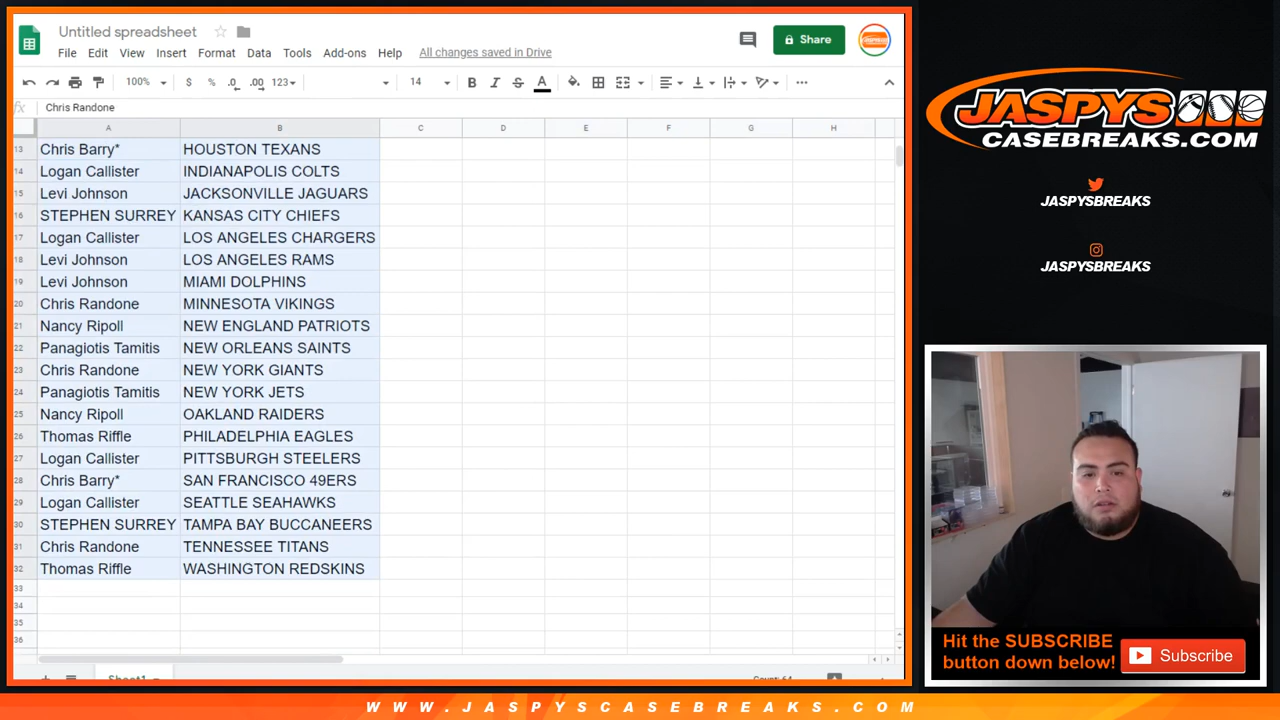 Untitled spreadsheet
File Edit View Insert Format Data Tools Add-ons Help All changes saved in Drive
Share
100% $ % .0 .00 123 14 B I S A
fx Chris Randone
A B C D E F G H
13 Chris Barry* HOUSTON TEXANS
14 Logan Callister INDIANAPOLIS COLTS
15 Levi Johnson JACKSONVILLE JAGUARS
16 STEPHEN SURREY KANSAS CITY CHIEFS
17 Logan Callister LOS ANGELES CHARGERS
18 Levi Johnson LOS ANGELES RAMS
19 Levi Johnson MIAMI DOLPHINS
20 Chris Randone MINNESOTA VIKINGS
21 Nancy Ripoll NEW ENGLAND PATRIOTS
22 Panagiotis Tamitis NEW ORLEANS SAINTS
23 Chris Randone NEW YORK GIANTS
24 Panagiotis Tamitis NEW YORK JETS
25 Nancy Ripoll OAKLAND RAIDERS
26 Thomas Riffle PHILADELPHIA EAGLES
27 Logan Callister PITTSBURGH STEELERS
28 Chris Barry* SAN FRANCISCO 49ERS
29 Logan Callister SEATTLE SEAHAWKS
30 STEPHEN SURREY TAMPA BAY BUCCANEERS
31 Chris Randone TENNESSEE TITANS
32 Thomas Riffle WASHINGTON REDSKINS
33
34
35
36
Sheet1 Count: 64
JASPYS
CASEBREAKS.COM
JASPYSBREAKS
JASPYSBREAKS
Hit the SUBSCRIBE
button down below!
Subscribe
WWW.JASPYSCASEBREAKS.COM